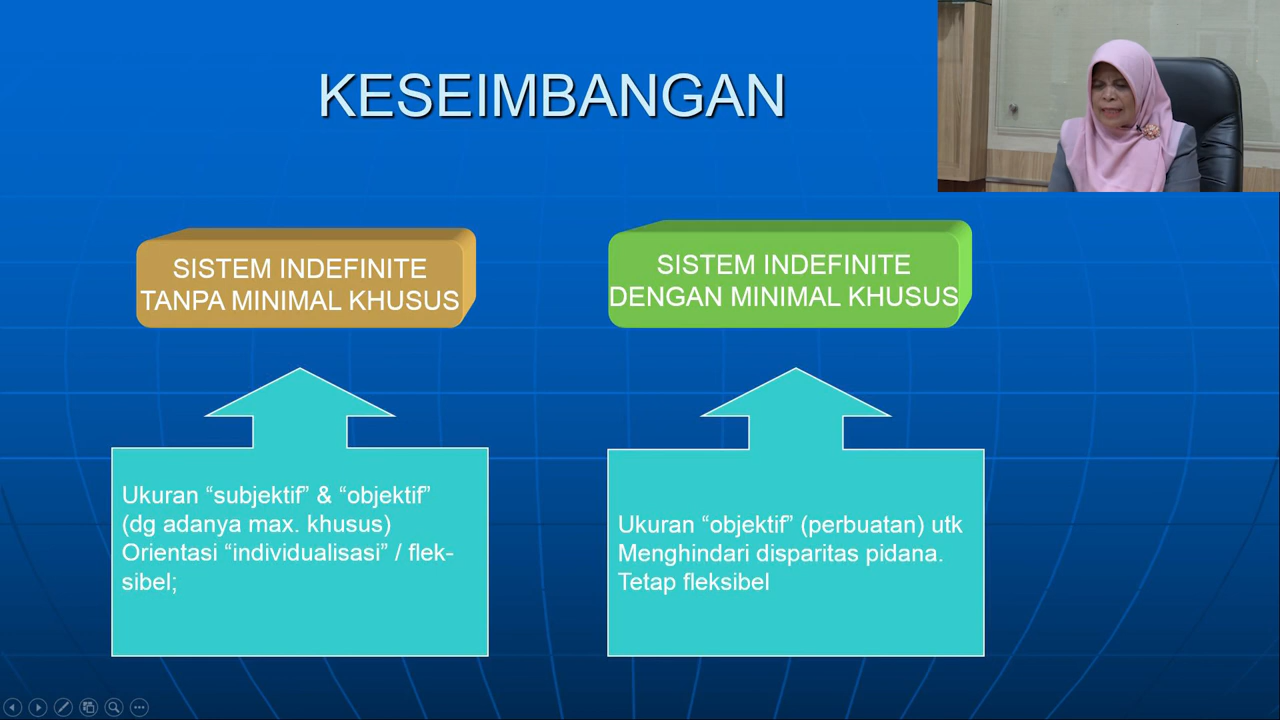 KESEIMBANGAN
SISTEM INDEFINITE
TANPA MINIMAL KHUSUS
SISTEM INDEFINITE
DENGAN MINIMAL KHUSUS
Ukuran “subjektif” & “objektif”
(dg adanya max. khusus)
Orientasi “individualisasi” / flek-
sibel;
Ukuran “objektif” (perbuatan) utk
Menghindari disparitas pidana.
Tetap fleksibel